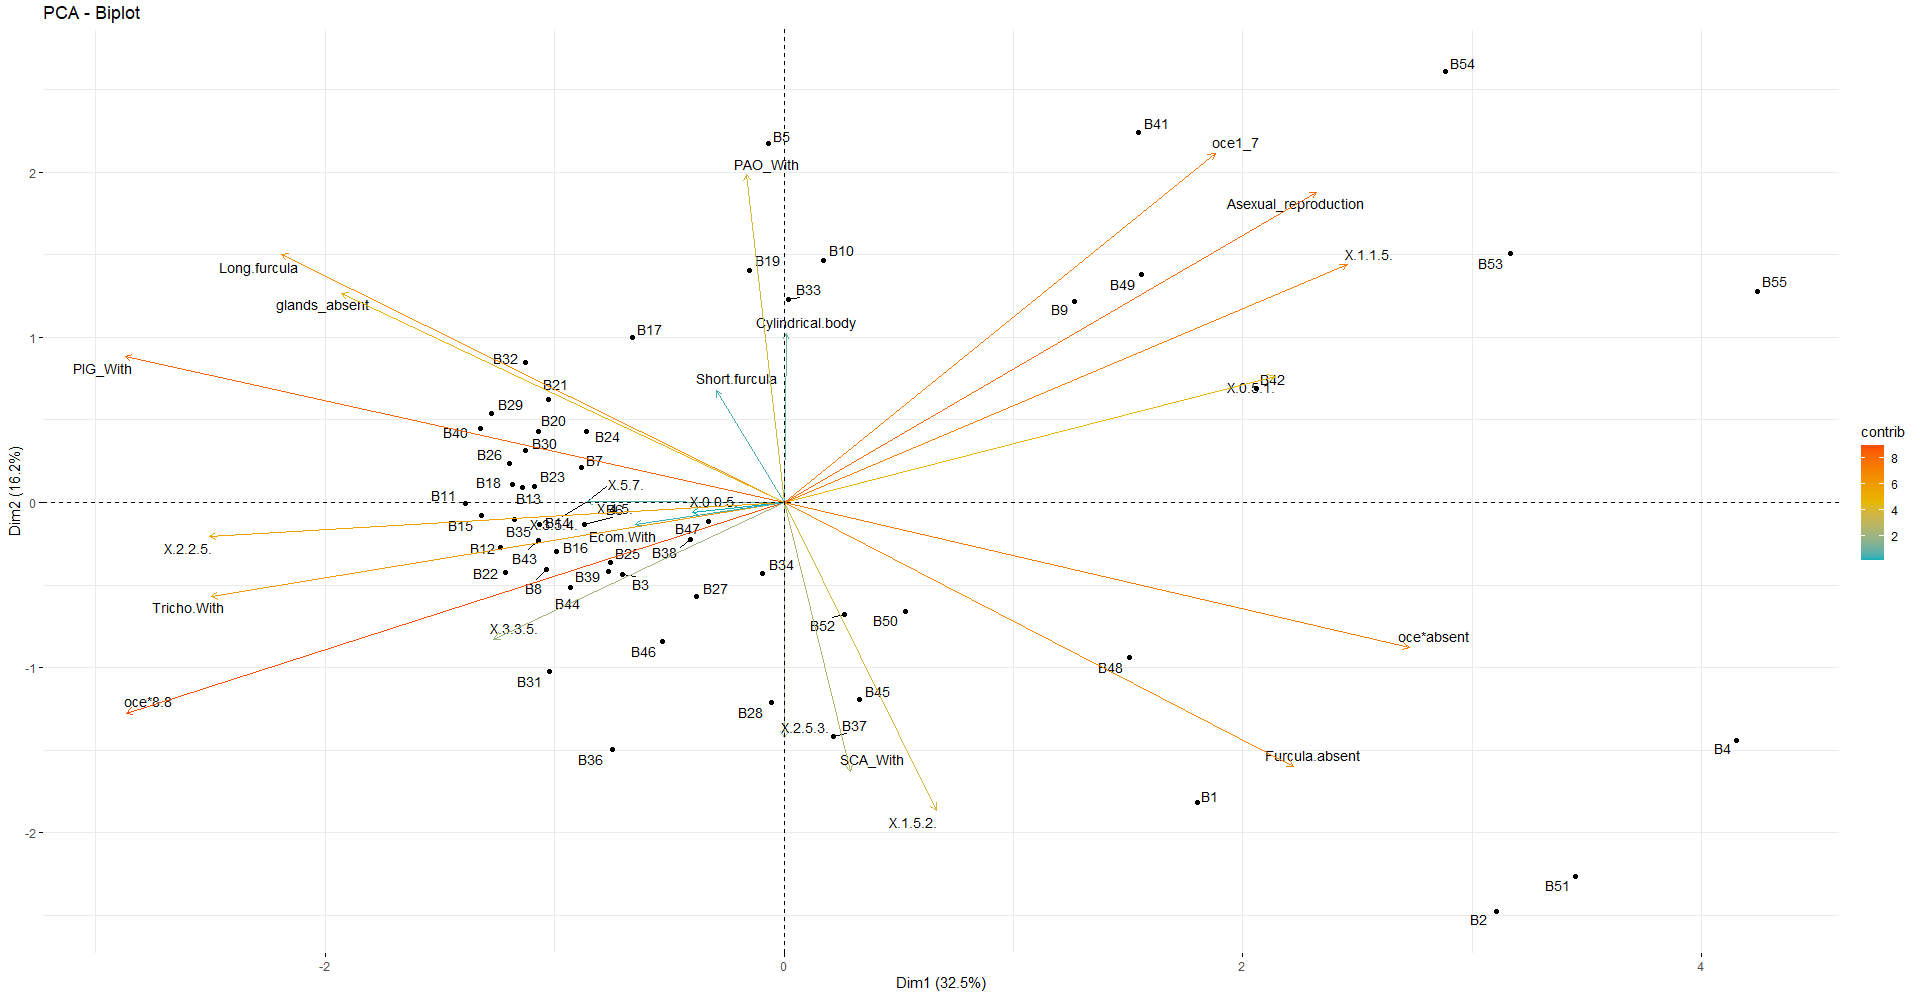 PCA - Biplot
B54
B41
B5
oce1_7
PAO_With
Asexual_reproduction
B10
X.1.1.5.
B19
B53
Long.furcula
B49
B55
B33
glands_absent
B9
Cylindrical.body
B17
B32
PIG_With
Short.furcula
B42
B21
X.0.5.1.
B29
B20
B40
B24
B30
B26
B7
B23
B18
X.5.7.
B11
B13
X.0.0.5.
B15
B14
B35
B47
Ecom.With
X.2.2.5.
B12
B16
B43
B25
B38
B34
B22
B39
B8
B3
B27
Tricho.With
B44
B50
B52
X.3.3.5.
oce*absent
B46
B48
B31
B45
oce*8.8
B28
X.2.5.3.
B37
B36
SCA_With
Furcula.absent
B4
B1
X.1.5.2.
B51
B2
2
1
0
-1
-2
Dim2 (16.2%)
-2
0
2
4
Dim1 (32.5%)
contrib
8
6
4
2